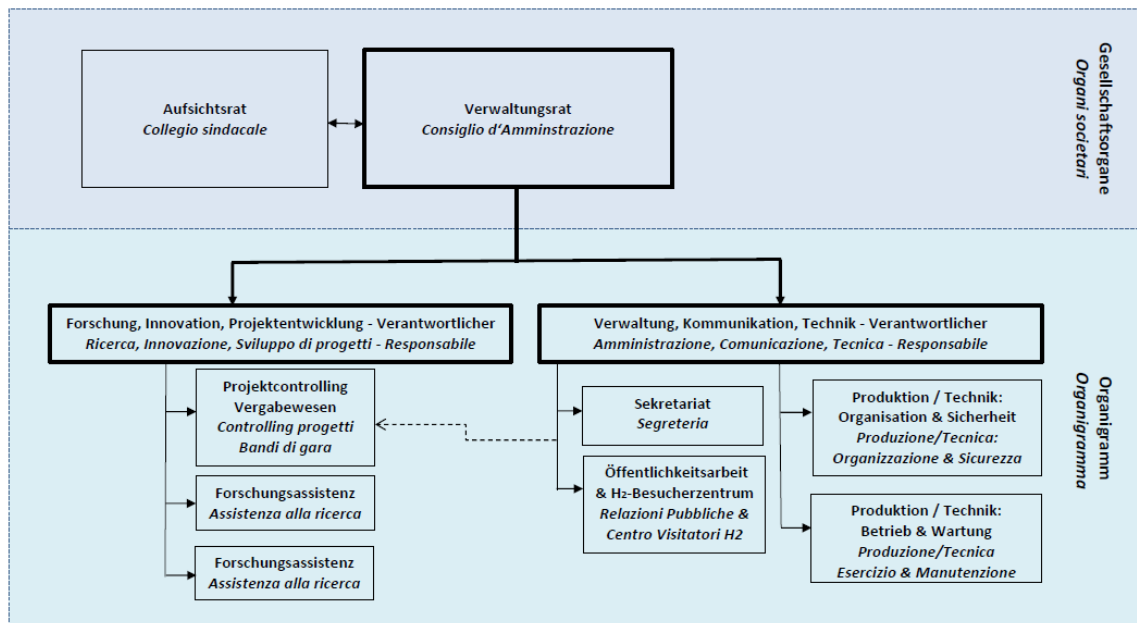 Aufsichtsrat
Collegio sindacale
Verwaltungsrat
Consiglio d‘Amminstrazione
Gesellschaftsorgane
Organi societari
Forschung, Innovation, Projektentwicklung - Verantwortlicher
Ricerca, Innovazione, Sviluppo di progetti - Responsabile
Verwaltung, Kommunikation, Technik - Verantwortlicher
Amministrazione, Comunicazione, Tecnica - Responsabile
Projektcontrolling
Vergabewesen
Controlling progetti
Bandi di gara
Forschungsassistenz
Assistenza alla ricerca
Forschungsassistenz
Assistenza alla ricerca
Sekretariat
Segreteria
Öffentlichkeitsarbeit
& H₂-Besucherzentrum
Relazioni Pubbliche &
Centro Visitatori H2
Produktion / Technik:
Organisation & Sicherheit
Produzione/Tecnica:
Organizzazione & Sicurezza
Produktion / Technik:
Betrieb & Wartung
Produzione/Tecnica
Esercizio & Manutenzione
Organigramm
Organigramma